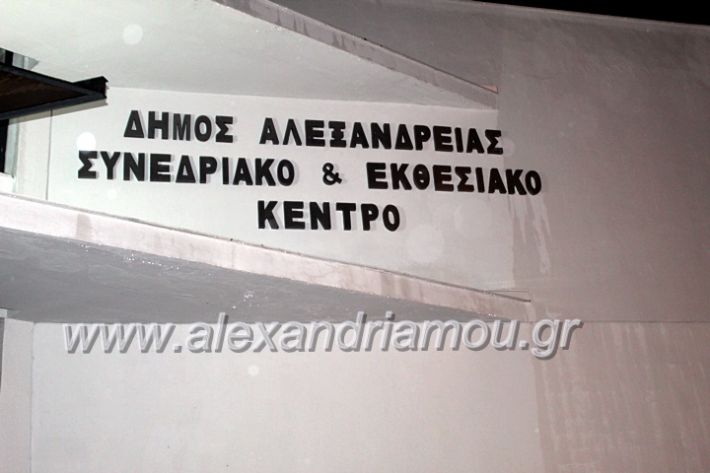 ΔΗΜΟΣ ΑΛΕΞΑΝΔΡΕΙΑΣ
ΣΥΝΕΔΡΙΑΚΟ & ΕΚΘΕΣΙΑΚΟ
ΚΕΝΤΡΟ
www.alexandriamou.gr